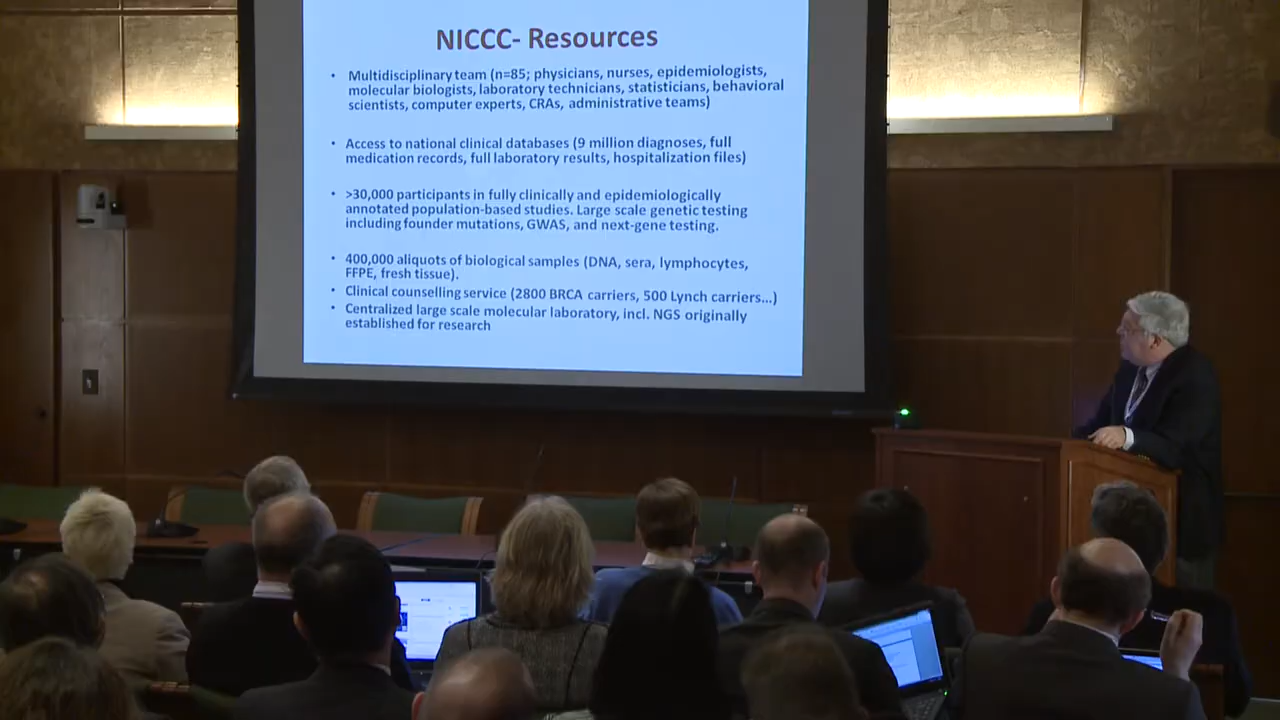 NICCC- Resources
• Multidisciplinary team (n=85; physicians, nurses, epidemiologists,
molecular biologists, laboratory technicians, statisticians, behavioral
scientists, computer experts, CRAs, administrative teams)
• Access to national clinical databases (9 million diagnoses, full
medication records, full laboratory results, hospitalization files)
• >30,000 participants in fully clinically and epidemiologically
annotated population-based studies. Large scale genetic testing
including founder mutations, GWAS, and next-gene testing.
• 400,000 aliquots of biological samples (DNA, sera, lymphocytes,
FFPE, fresh tissue).
• Clinical counselling service (2800 BRCA carriers, 500 Lynch carriers...)
• Centralized large scale molecular laboratory, incl. NGS originally
established for research